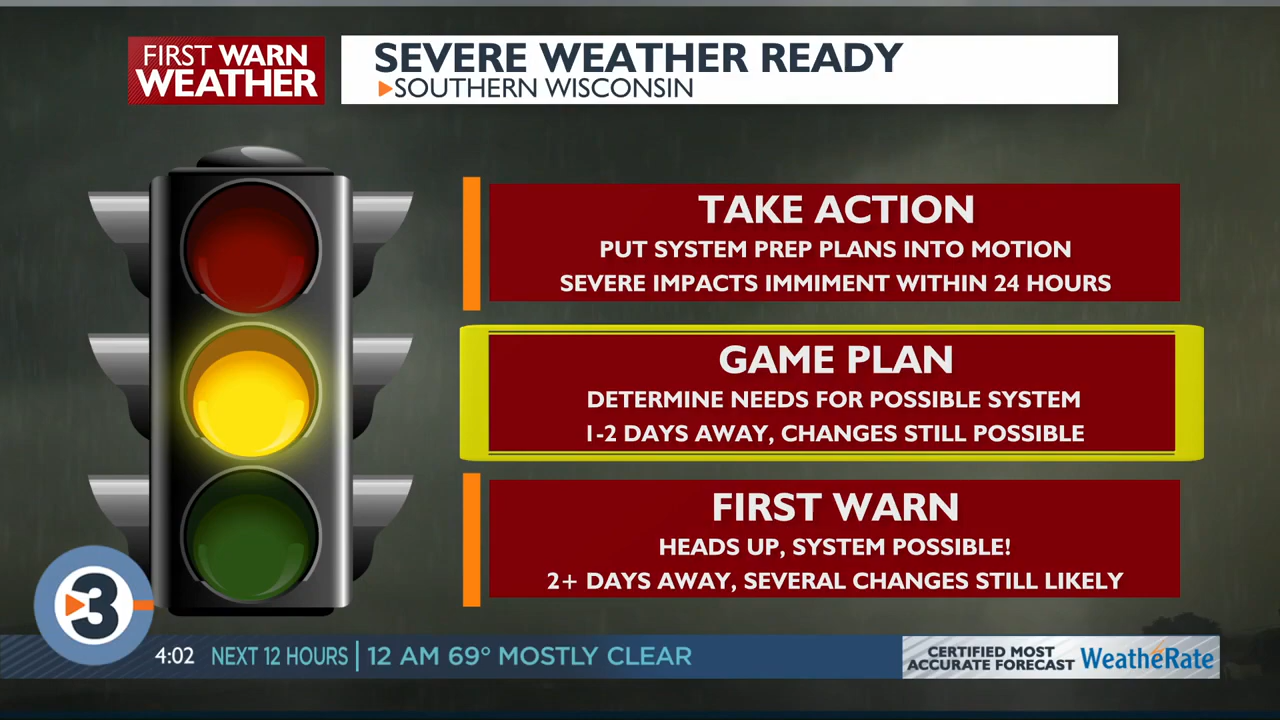 FIRST WARN
WEATHER
SEVERE WEATHER READY
SOUTHERN WISCONSIN
TAKE ACTION
PUT SYSTEM PREP PLANS INTO MOTION
SEVERE IMPACTS IMMIMENT WITHIN 24 HOURS
GAME PLAN
DETERMINE NEEDS FOR POSSIBLE SYSTEM
1-2 DAYS AWAY, CHANGES STILL POSSIBLE
FIRST WARN
HEADS UP, SYSTEM POSSIBLE!
2+ DAYS AWAY, SEVERAL CHANGES STILL LIKELY
3
4:02 NEXT 12 HOURS | 12 AM 69° MOSTLY CLEAR
CERTIFIED MOST
ACCURATE FORECAST WeatheRate